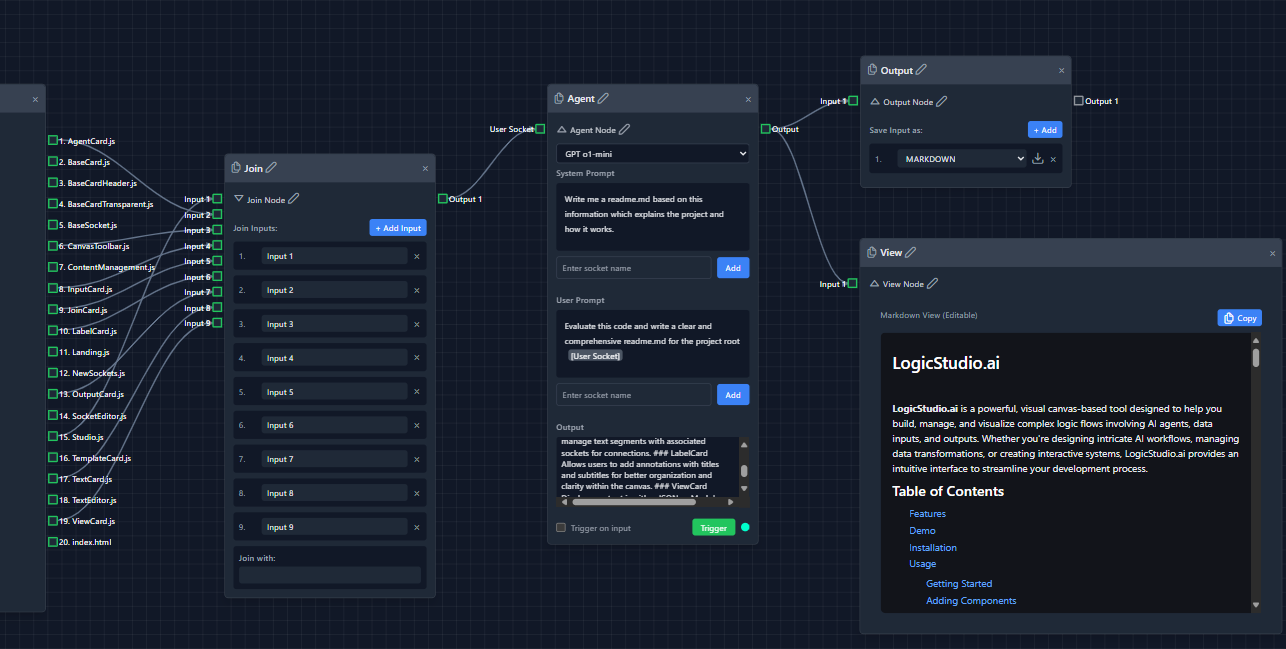 1. AgentCard.js
2. BaseCard.js
3. BaseCardHeader.js
4. BaseCardTransparent.js
5. BaseSocket.js
6. CanvasToolbar.js
7. ContentManagement.js
8. InputCard.js
9. JoinCard.js
10. LabelCard.js
11. Landing.js
12. NewSockets.js
13. OutputCard.js
14. SocketEditor.js
15. Studio.js
16. TemplateCard.js
17. TextCard.js
18. TextEditor.js
19. ViewCard.js
20. index.html
Input 1
Input 2
Input 3
Input 4
Input 5
Input 6
Input 7
Input 8
Input 9
Join
Join Node
Join Inputs:
+ Add Input
1. Input 1
2. Input 2
3. Input 3
4. Input 4
5. Input 5
6. Input 6
7. Input 7
8. Input 8
9. Input 9
Join with:
Output 1
User Socket
Agent
Agent Node
GPT o1-mini
System Prompt
Write me a readme.md based on this
information which explains the project and
how it works.
Enter socket name
Add
User Prompt
Evaluate this code and write a clear and
comprehensive readme.md for the project root
[User Socket]
Enter socket name
Add
Output
manage text segments with associated
sockets for connections. ### LabelCard
Allows users to add annotations with titles
and subtitles for better organization and
clarity within the canvas. ### ViewCard
Trigger on input
Trigger
Output
Input 1
Output
Output Node
Save Input as:
+ Add
1. MARKDOWN
Output 1
Input 1
View
View Node
Markdown View (Editable)
Copy
LogicStudio.ai
LogicStudio.ai is a powerful, visual canvas-based tool designed to help you
build, manage, and visualize complex logic flows involving AI agents, data
inputs, and outputs. Whether you're designing intricate AI workflows, managing
data transformations, or creating interactive systems, LogicStudio.ai provides an
intuitive interface to streamline your development process.
Table of Contents
Features
Demo
Installation
Usage
Getting Started
Adding Components